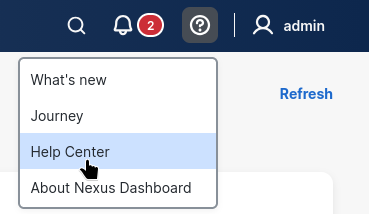 2
admin
What's new
Refresh
Journey
Help Center
About Nexus Dashboard